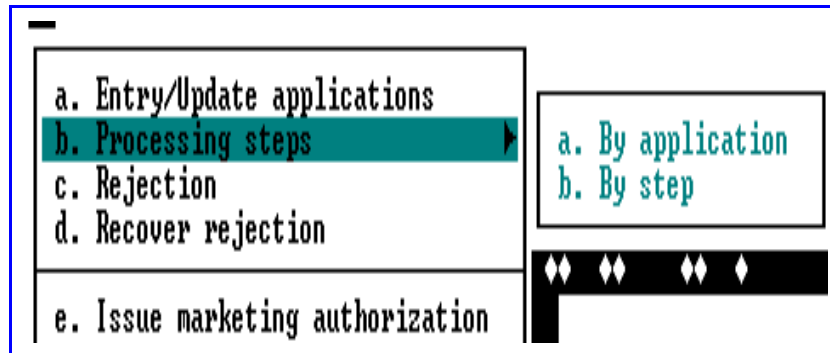 a. Entry/Update applications
b. Processing steps
c. Rejection
d. Recover rejection
e. Issue marketing authorization
a. By application
b. By step